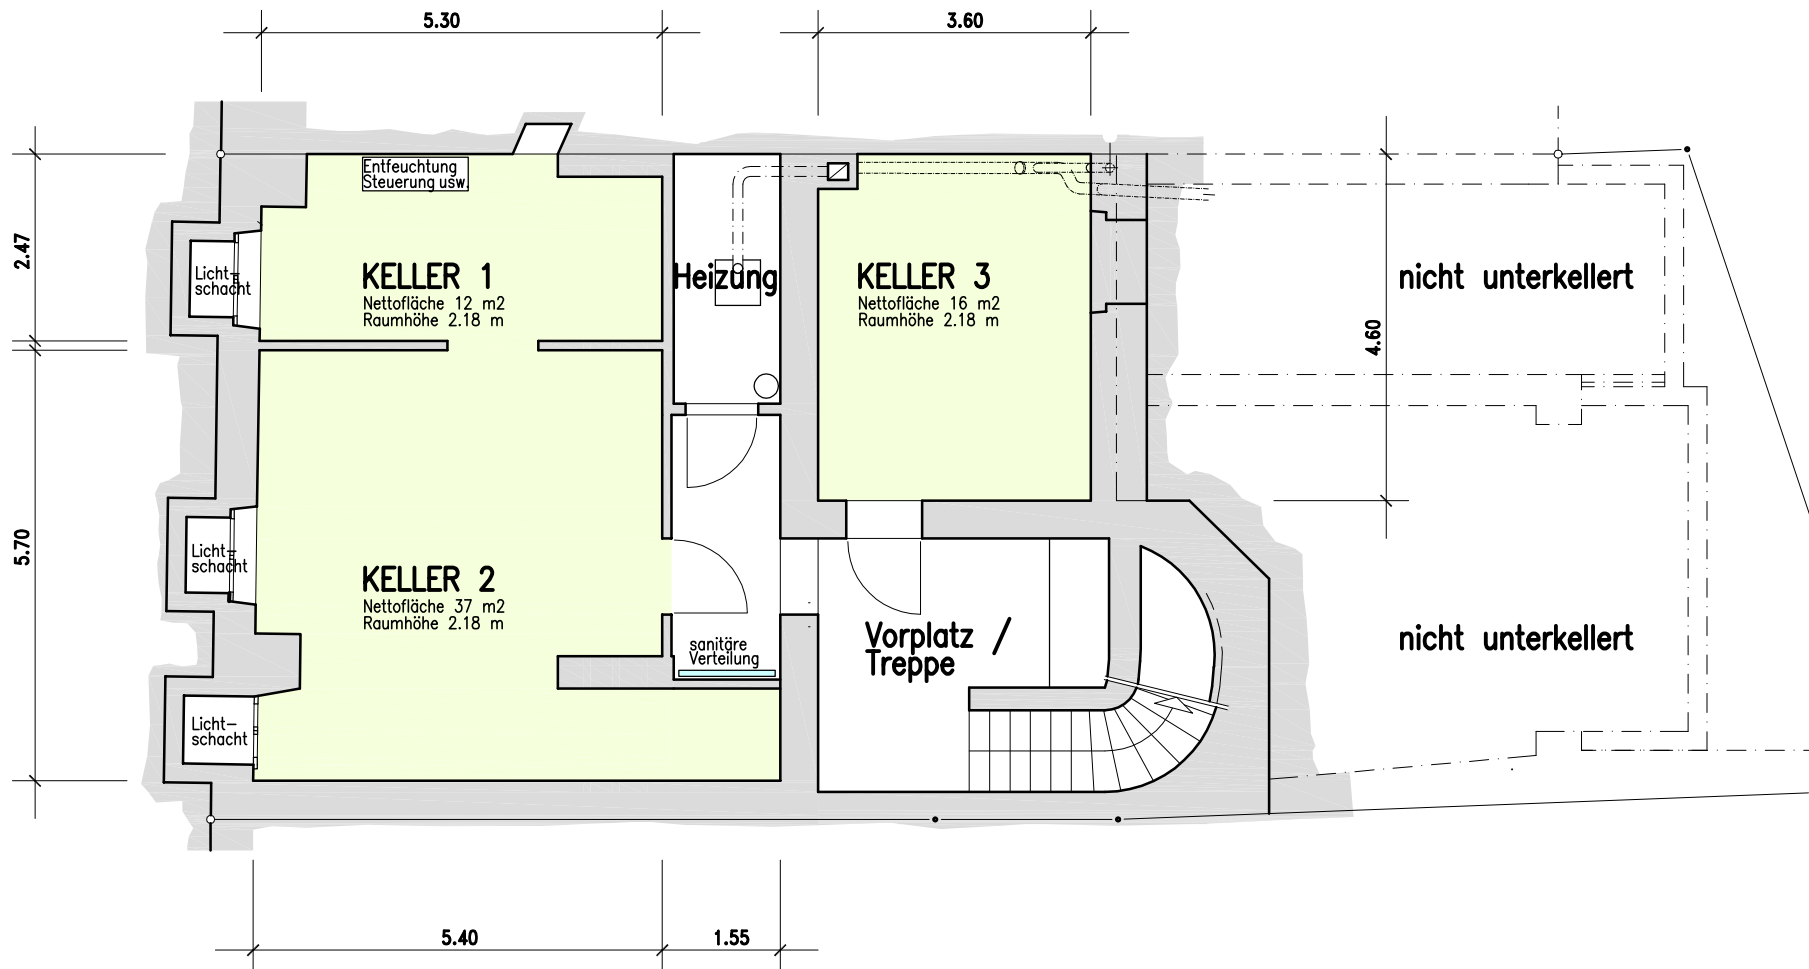 5.30
3.60
Entfeuchtung
Steuerung usw.
2.47
Licht-
schacht
KELLER 1
Nettofläche 12 m2
Raumhöhe 2.18 m
Heizung
KELLER 3
Nettofläche 16 m2
Raumhöhe 2.18 m
nicht unterkellert
4.60
5.70
Licht-
schacht
KELLER 2
Nettofläche 37 m2
Raumhöhe 2.18 m
sanitäre
Verteilung
Vorplatz /
Treppe
nicht unterkellert
Licht-
schacht
5.40
1.55